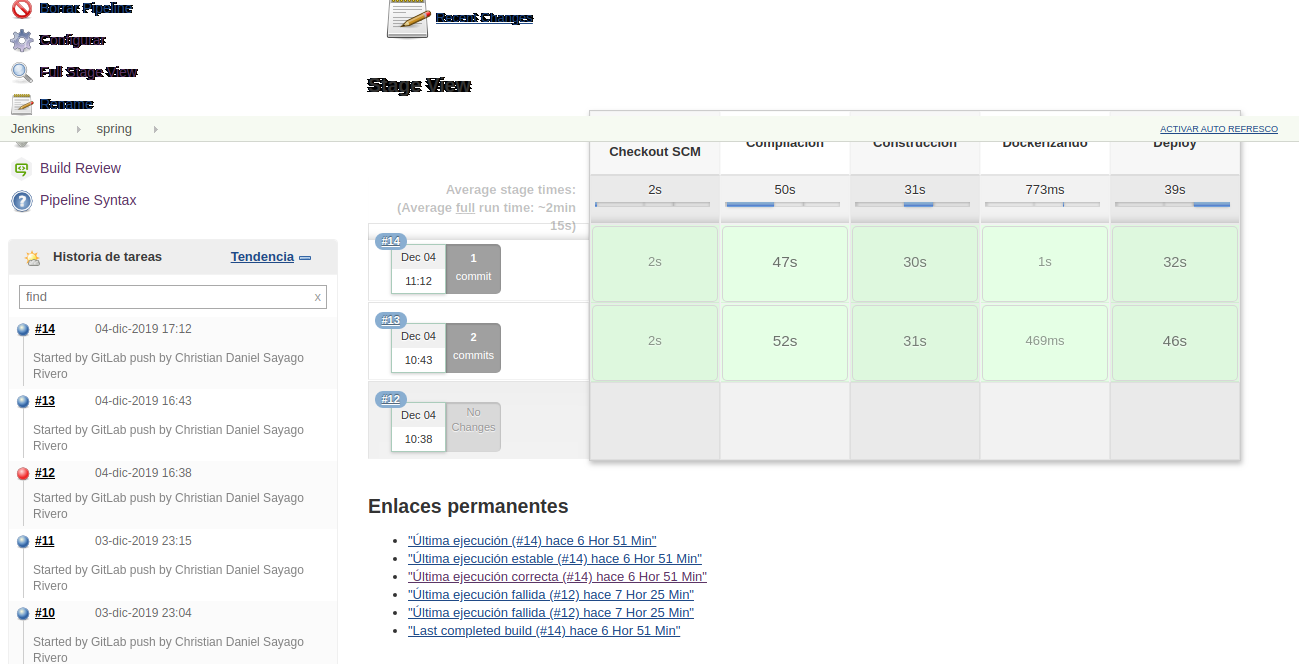 Borrar Pipeline
Configurar
Full Stage View
Rename
Recent Changes
Stage View
Jenkins
spring
ACTIVAR AUTO REFRESCO
Build Review
Pipeline Syntax
Checkout SCM
Compilación
Construcción
Dockerizando
Deploy
Average stage times:
(Average full run time: ~2min
15s)
2s
50s
31s
773ms
39s
#14
Dec 04
11:12
1
commit
2s
47s
30s
1s
32s
#13
Dec 04
10:43
2
commits
2s
52s
31s
469ms
46s
#12
Dec 04
10:38
No
Changes
Historia de tareas
Tendencia
find
x
#14
04-dic-2019 17:12
Started by GitLab push by Christian Daniel Sayago
Rivero
#13
04-dic-2019 16:43
Started by GitLab push by Christian Daniel Sayago
Rivero
#12
04-dic-2019 16:38
Started by GitLab push by Christian Daniel Sayago
Rivero
#11
03-dic-2019 23:15
Started by GitLab push by Christian Daniel Sayago
Rivero
#10
03-dic-2019 23:04
Started by GitLab push by Christian Daniel Sayago
Rivero
Enlaces permanentes
"Última ejecución (#14) hace 6 Hor 51 Min"
"Última ejecución estable (#14) hace 6 Hor 51 Min"
"Última ejecución correcta (#14) hace 6 Hor 51 Min"
"Última ejecución fallida (#12) hace 7 Hor 25 Min"
"Última ejecución fallida (#12) hace 7 Hor 25 Min"
"Last completed build (#14) hace 6 Hor 51 Min"